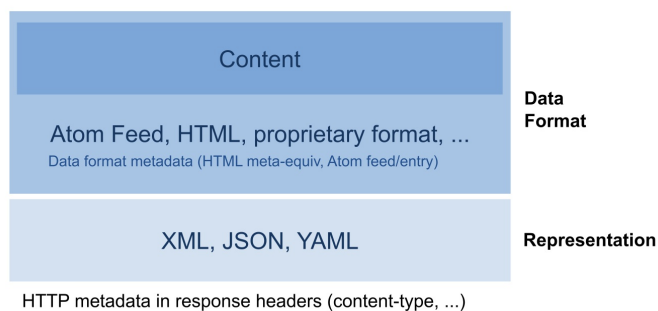 Content
Data
Format
Atom Feed, HTML, proprietary format, ...
Data format metadata (HTML meta-equiv, Atom feed/entry)
XML, JSON, YAML
Representation
HTTP metadata in response headers (content-type, ...)